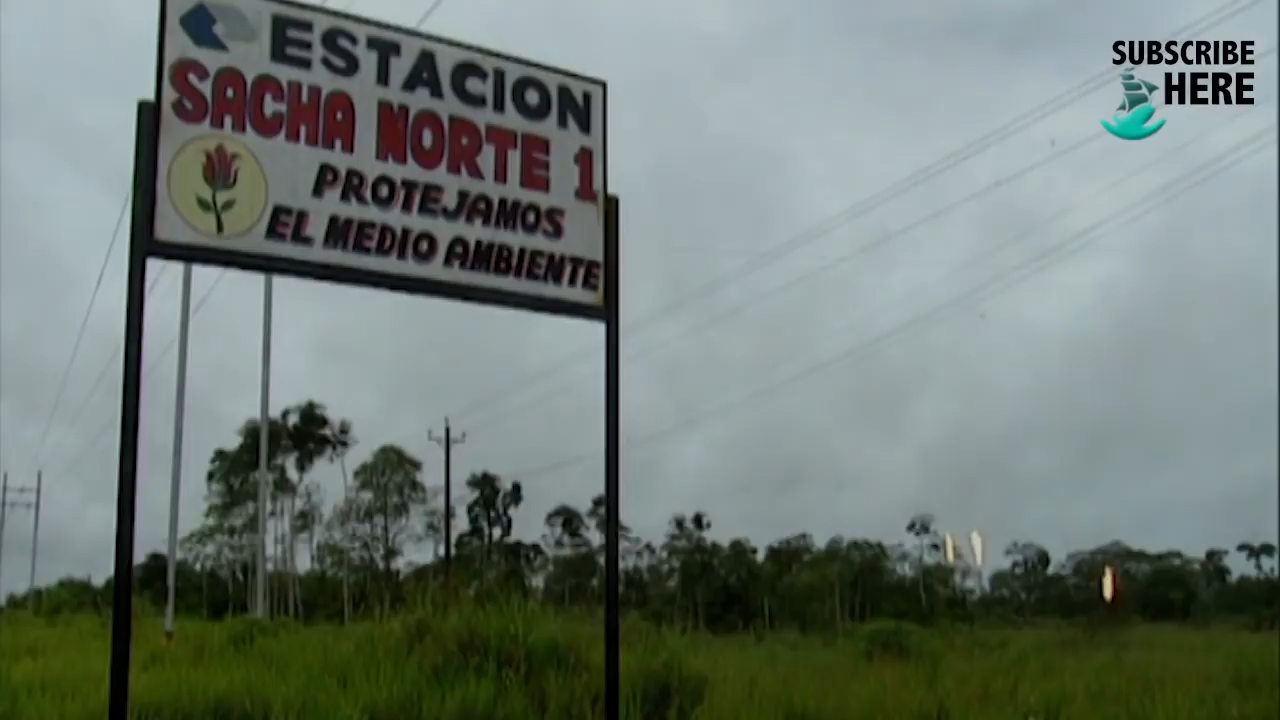 ESTACION
SACHA NORTE 1
PROTEJAMOS
EL MEDIO AMBIENTE
SUBSCRIBE
HERE